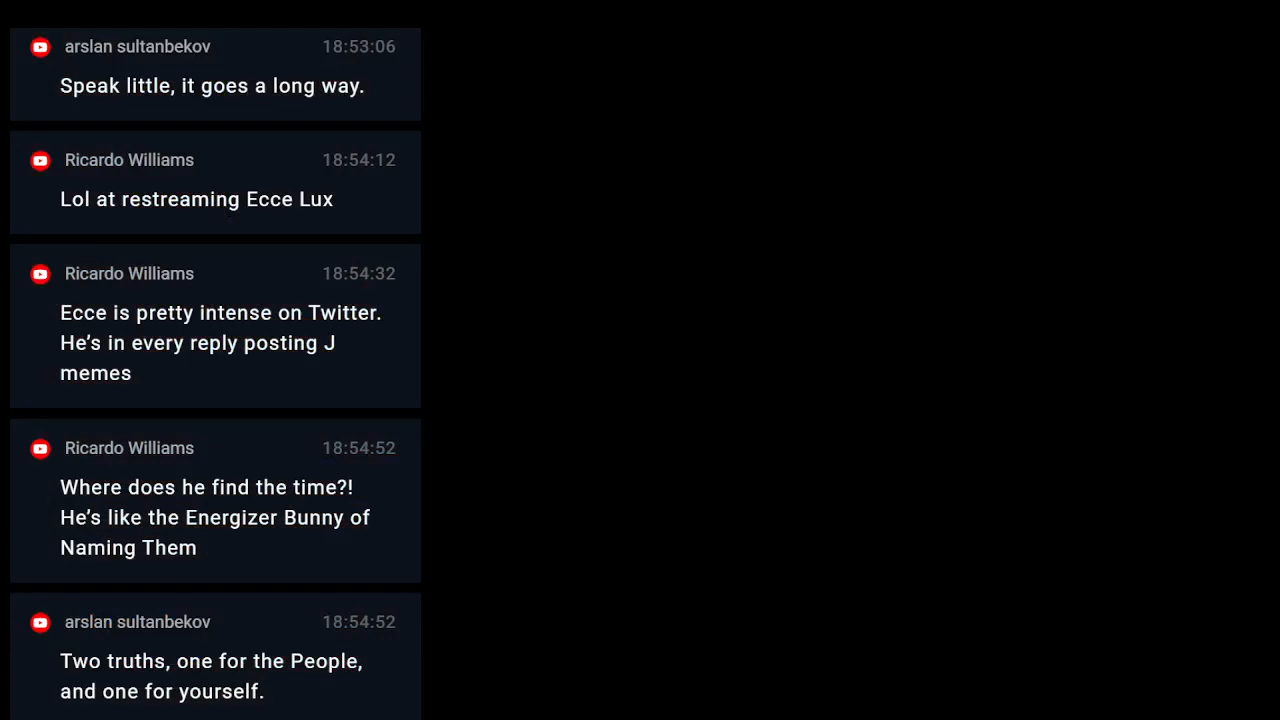 arslan sultanbekov 18:53:06
Speak little, it goes a long way.
Ricardo Williams 18:54:12
Lol at restreaming Ecce Lux
Ricardo Williams 18:54:32
Ecce is pretty intense on Twitter.
He’s in every reply posting J
memes
Ricardo Williams 18:54:52
Where does he find the time?!
He’s like the Energizer Bunny of
Naming Them
arslan sultanbekov 18:54:52
Two truths, one for the People,
and one for yourself.